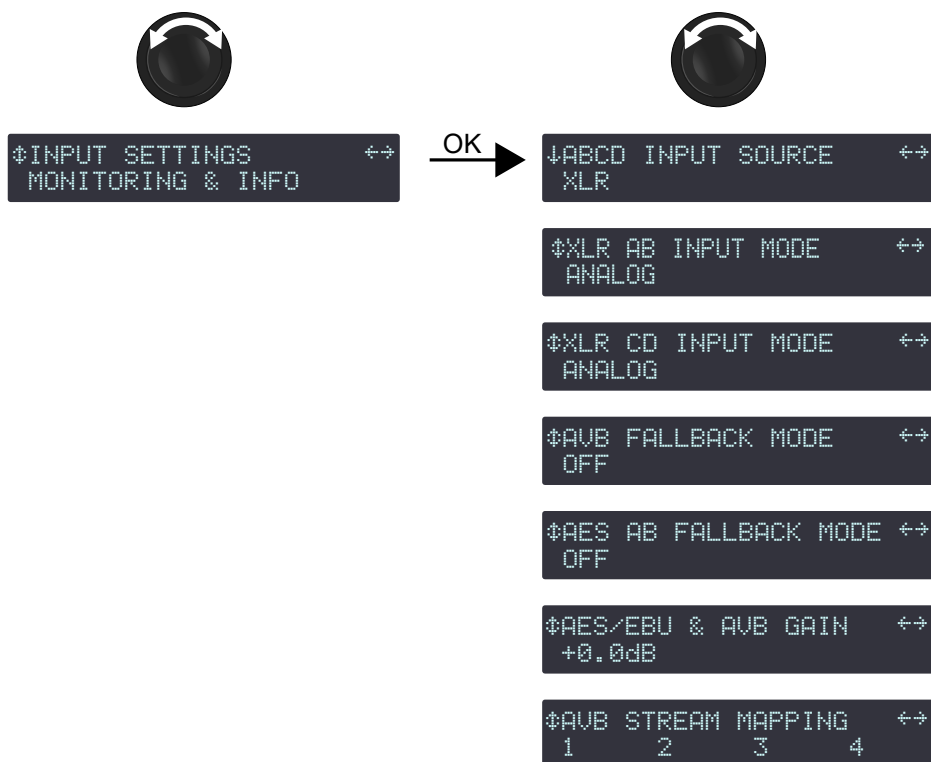 ↕INPUT SETTINGS ↔
MONITORING & INFO
OK
↓ABCD INPUT SOURCE ↔
XLR
↕XLR AB INPUT MODE ↔
ANALOG
↕XLR CD INPUT MODE ↔
ANALOG
↕AVB FALLBACK MODE ↔
OFF
↕AES AB FALLBACK MODE ↔
OFF
↕AES/EBU & AVB GAIN ↔
+0.0dB
↕AVB STREAM MAPPING ↔
1 2 3 4